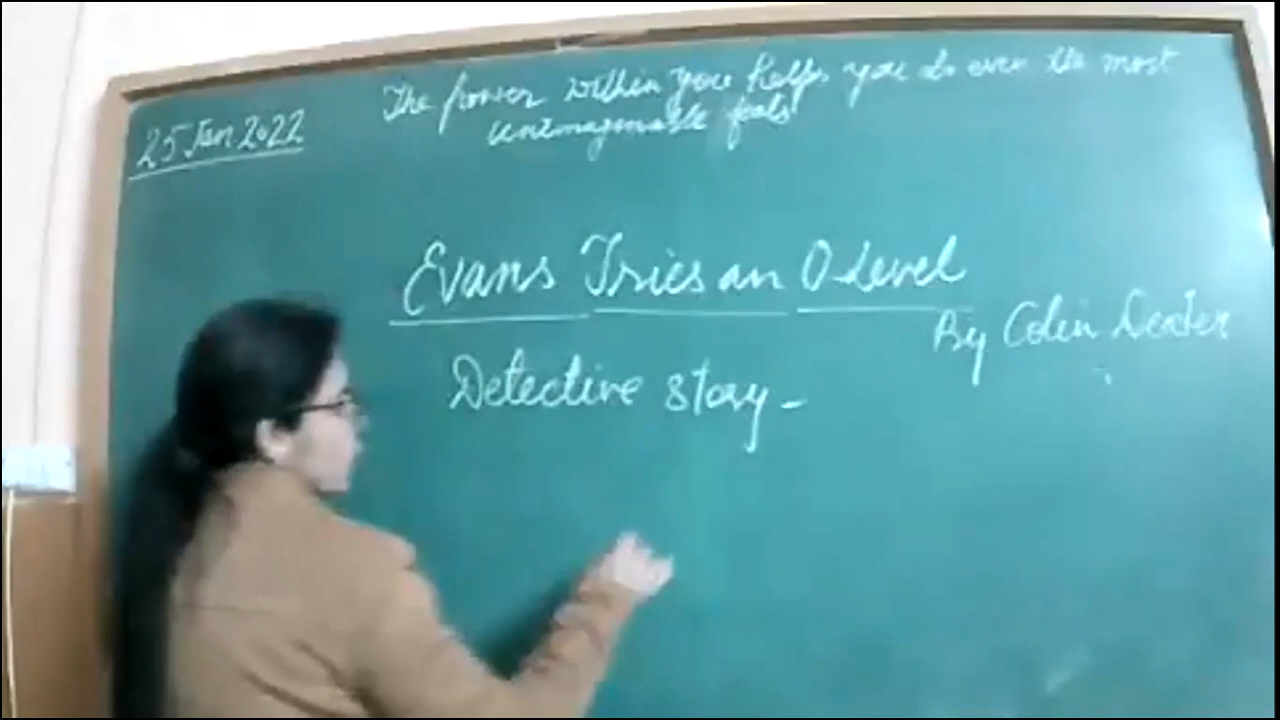 25 Jan 2022
The power within you helps you do even the most
unimaginable feats
Evans Tries an O Level
By Colin Dexter
Detective story -